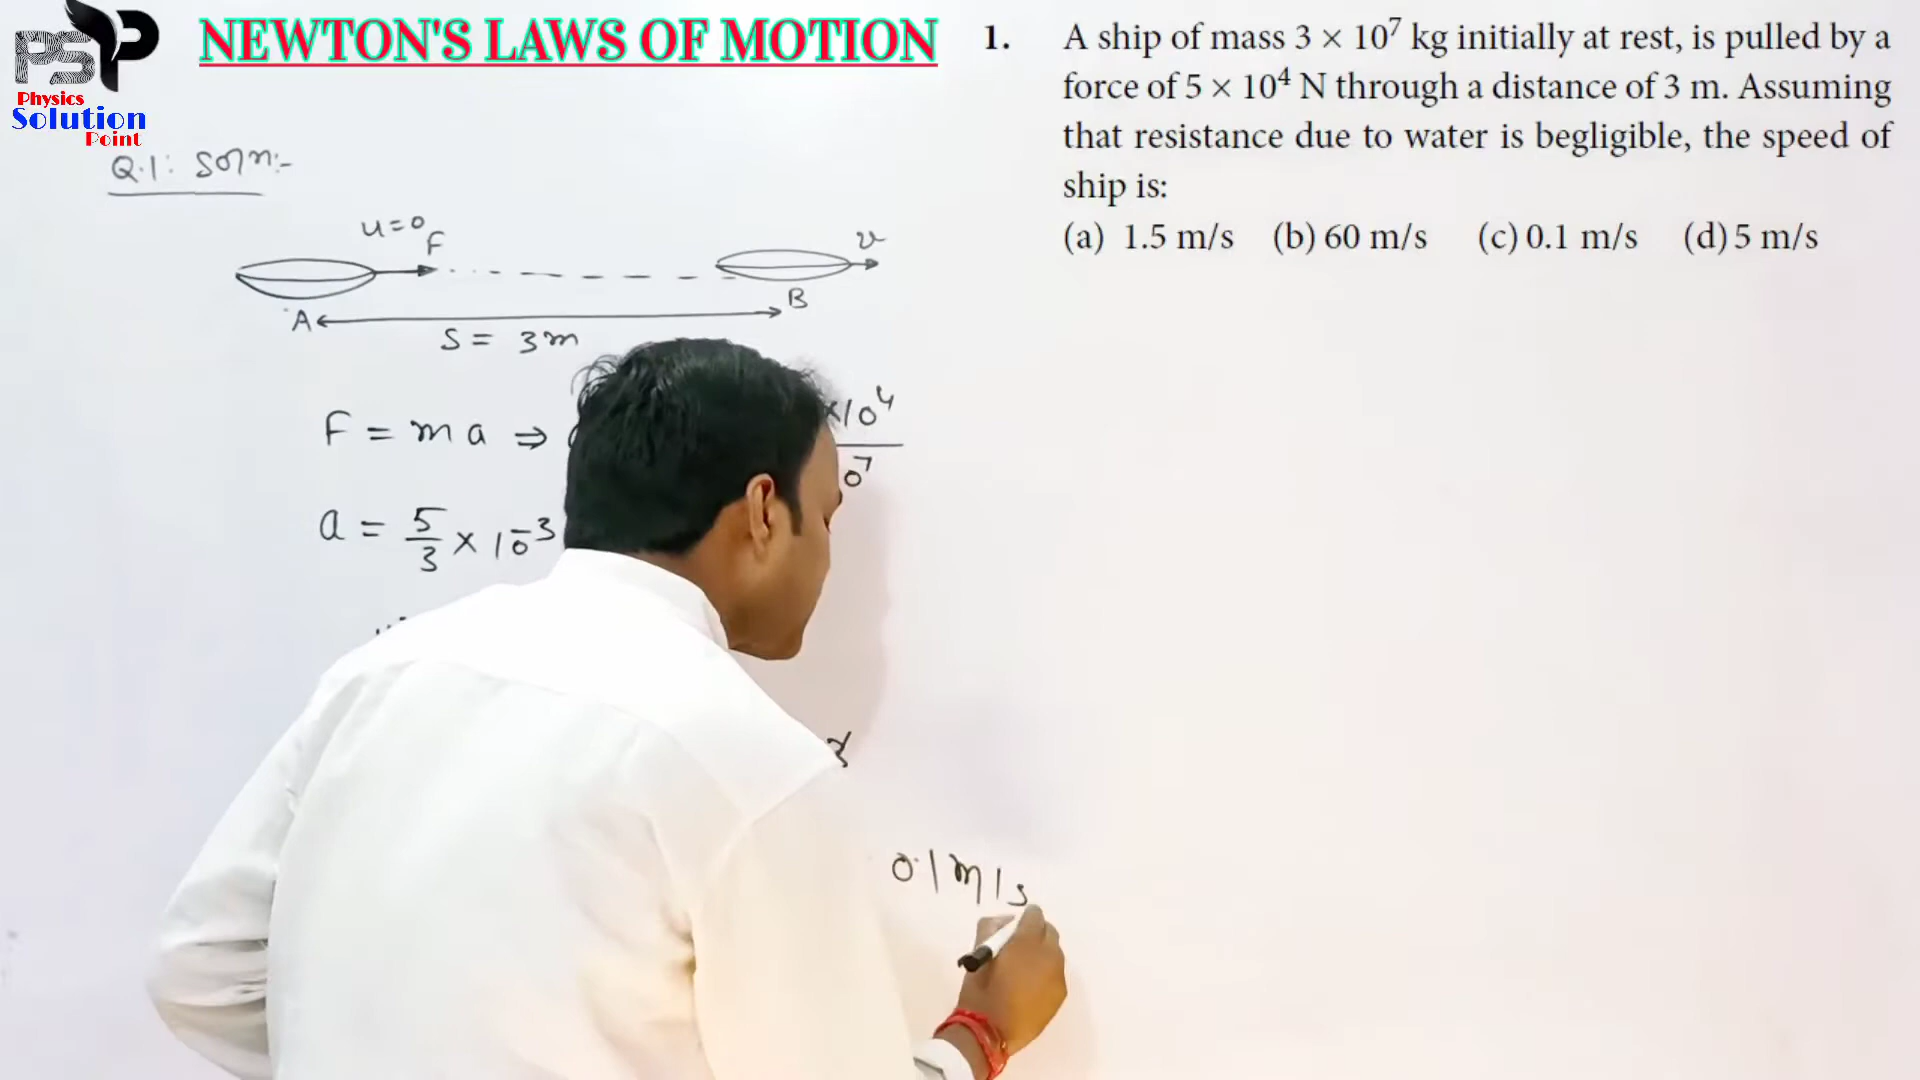 PSP
Physics
Solution
Point
NEWTON'S LAWS OF MOTION
1. A ship of mass 3 × 10⁷ kg initially at rest, is pulled by a
force of 5 × 10⁴ N through a distance of 3 m. Assuming
that resistance due to water is begligible, the speed of
ship is:
(a) 1.5 m/s (b) 60 m/s (c) 0.1 m/s (d) 5 m/s
Q.1: Soln:-
u=0
F
v
A
B
S = 3m
F = ma ⇒
×10⁴
0⁷
a = 5/3 × 10⁻³
0.1 m/s